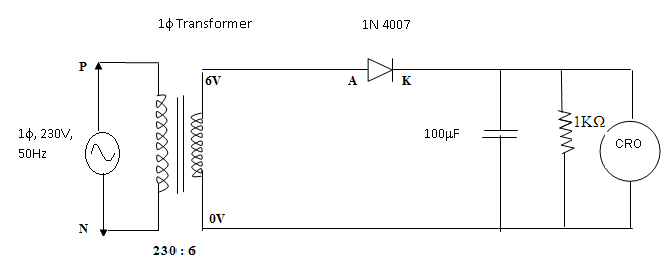 1ϕ Transformer
1N 4007
P
6V
A
K
1ϕ, 230V,
50Hz
100µF
1KΩ
CRO
N
0V
230 : 6